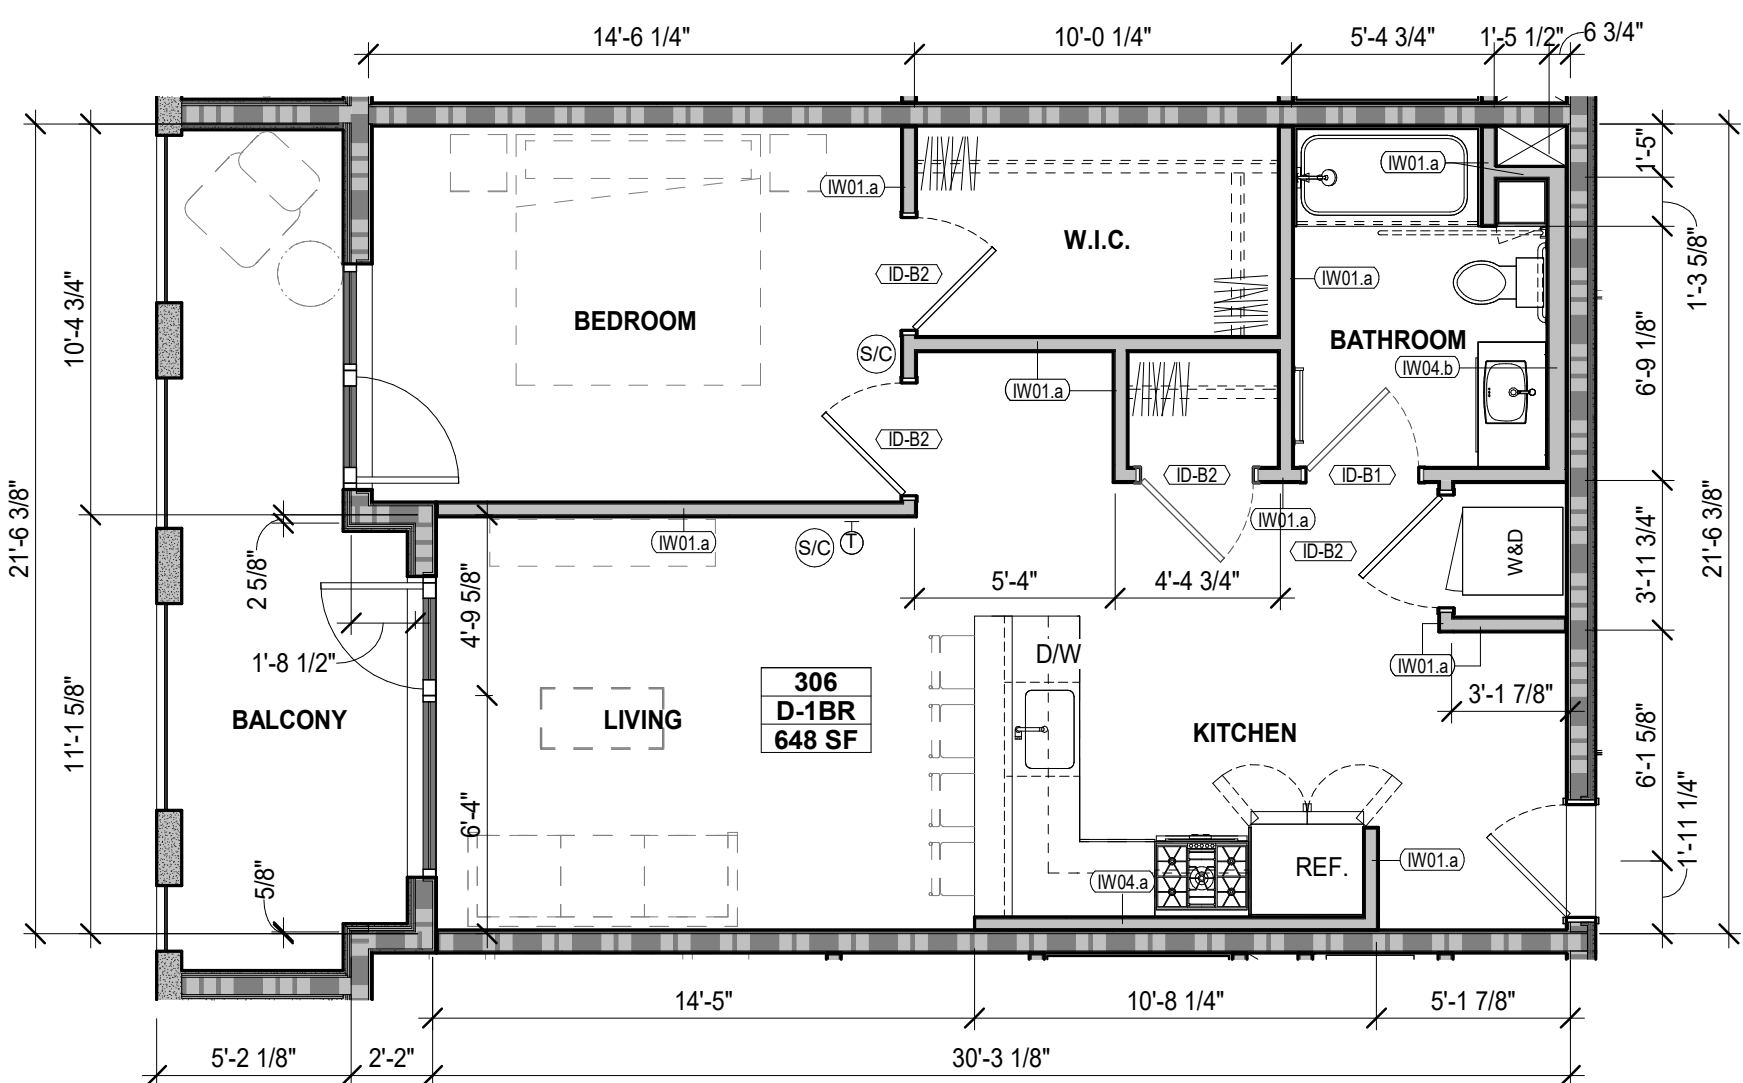 14'-6 1/4"
10'-0 1/4"
5'-4 3/4"
1'-5 1/2"
6 3/4"
21'-6 3/8"
10'-4 3/4"
11'-1 5/8"
IW01.a
W.I.C.
IW01.a
1'-5"
1'-3 5/8"
ID-B2
IW01.a
BEDROOM
BATHROOM
S/C
IW04.b
IW01.a
6'-9 1/8"
ID-B2
ID-B2
ID-B1
21'-6 3/8"
IW01.a
S/C
T
IW01.a
ID-B2
W&D
3'-11 3/4"
2 5/8"
4'-9 5/8"
5'-4"
4'-4 3/4"
1'-8 1/2"
D/W
IW01.a
306
D-1BR
648 SF
3'-1 7/8"
BALCONY
LIVING
KITCHEN
6'-1 5/8"
6'-4"
1'-11 1/4"
5/8"
REF.
IW01.a
IW04.a
14'-5"
10'-8 1/4"
5'-1 7/8"
5'-2 1/8"
2'-2"
30'-3 1/8"